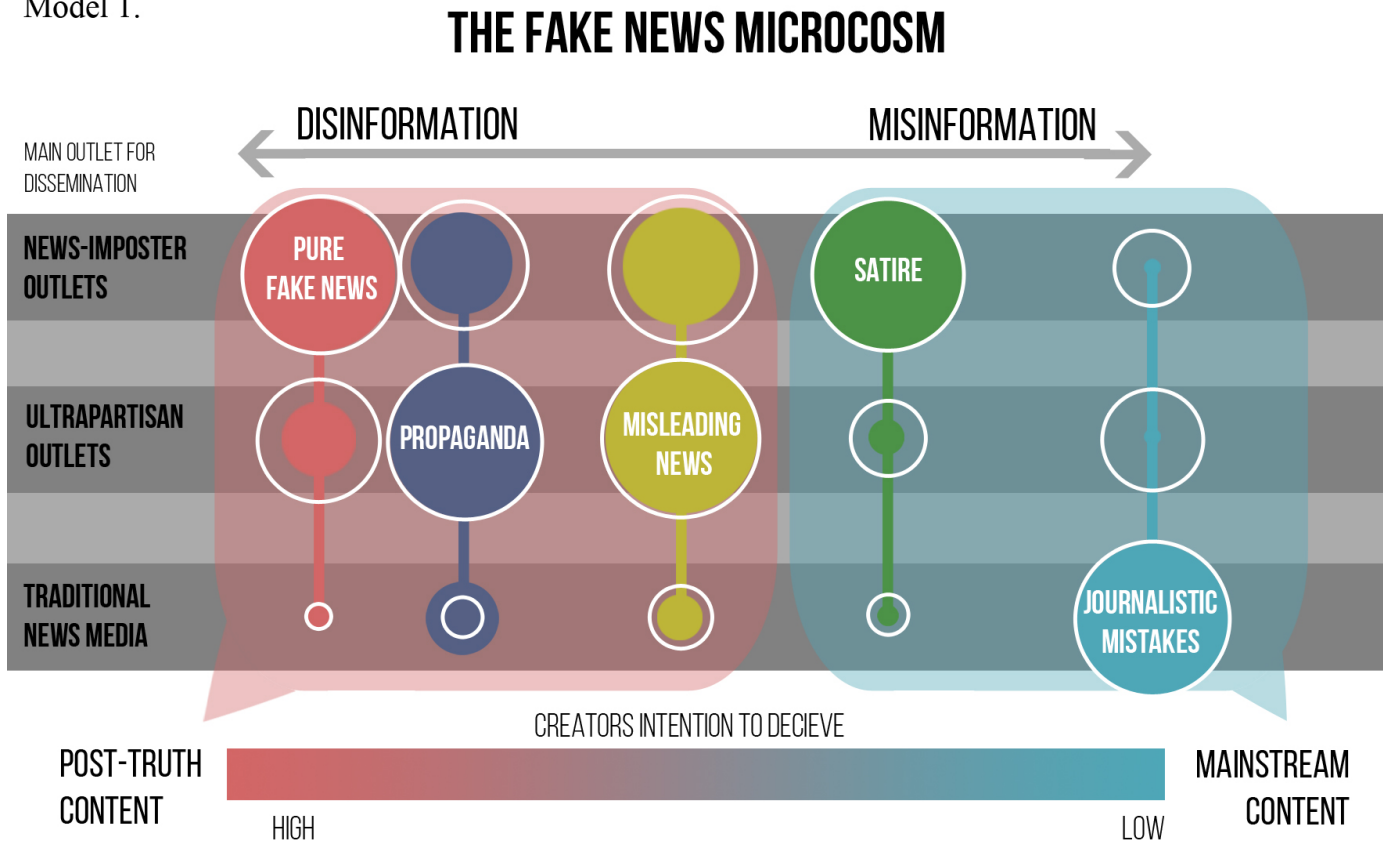 Model 1.
THE FAKE NEWS MICROCOSM
DISINFORMATION
MISINFORMATION
MAIN OUTLET FOR
DISSEMINATION
NEWS-IMPOSTER
OUTLETS
PURE
FAKE NEWS
SATIRE
ULTRAPARTISAN
OUTLETS
PROPAGANDA
MISLEADING
NEWS
TRADITIONAL
NEWS MEDIA
JOURNALISTIC
MISTAKES
CREATORS INTENTION TO DECIEVE
POST-TRUTH
CONTENT
MAINSTREAM
CONTENT
HIGH
LOW